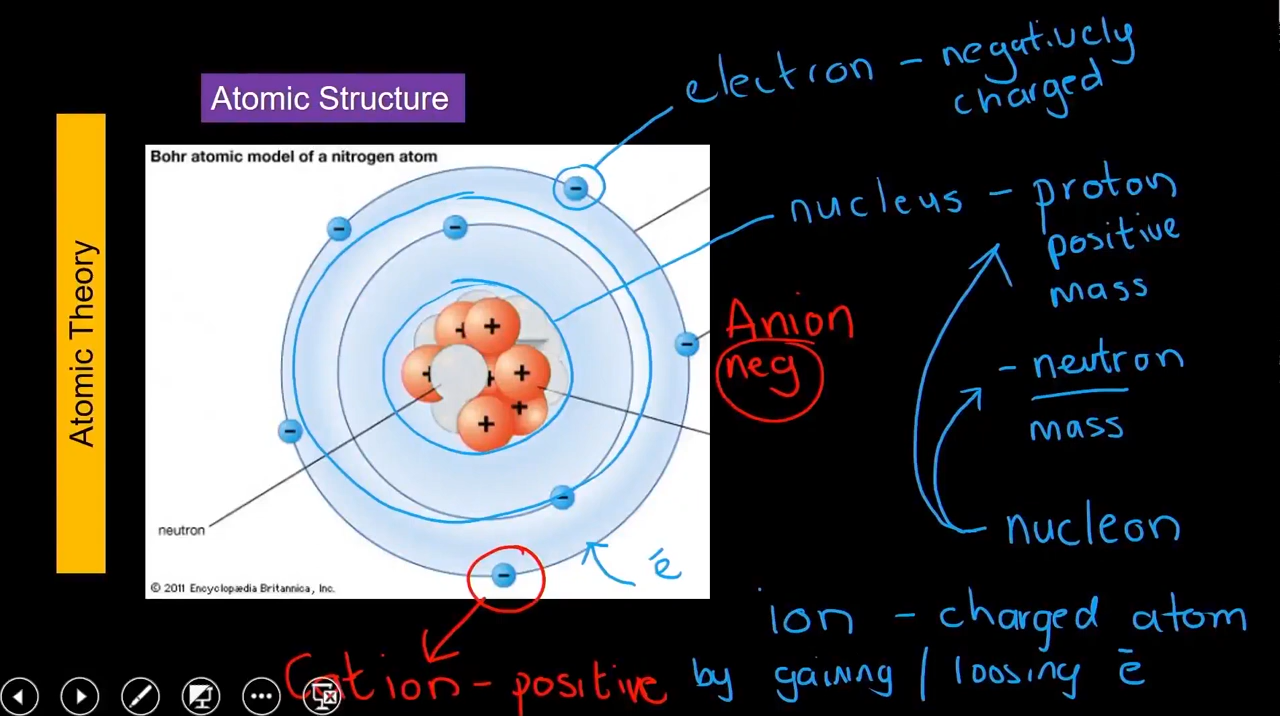 Atomic Structure
Atomic Theory
Bohr atomic model of a nitrogen atom
neutron
© 2011 Encyclopædia Britannica, Inc.
electron - negatively
charged
nucleus - proton
positive
mass
- neutron
mass
nucleon
Anion
neg
ē
ion - charged atom
by gaining / loosing ē
Cation - positive